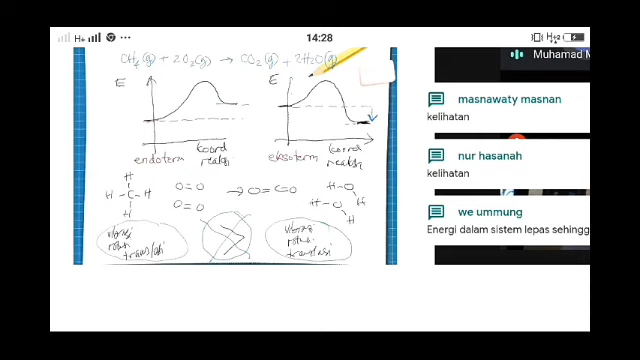 H+ 14:28 H+2
CH4(g) + 2O2(g) → CO2(g) + 2H2O(g)
E E
koord reaksi koord reaksi
endoterm eksoterm
H
H-C-H O=O → O=C=O H-O
H
O=O H-O
H H
vibrasi > vibrasi
rotasi rotasi
translasi translasi
Muhamad M
masnawaty masnan
kelihatan
nur hasanah
kelihatan
we ummung
Energi dalam sistem lepas sehingg